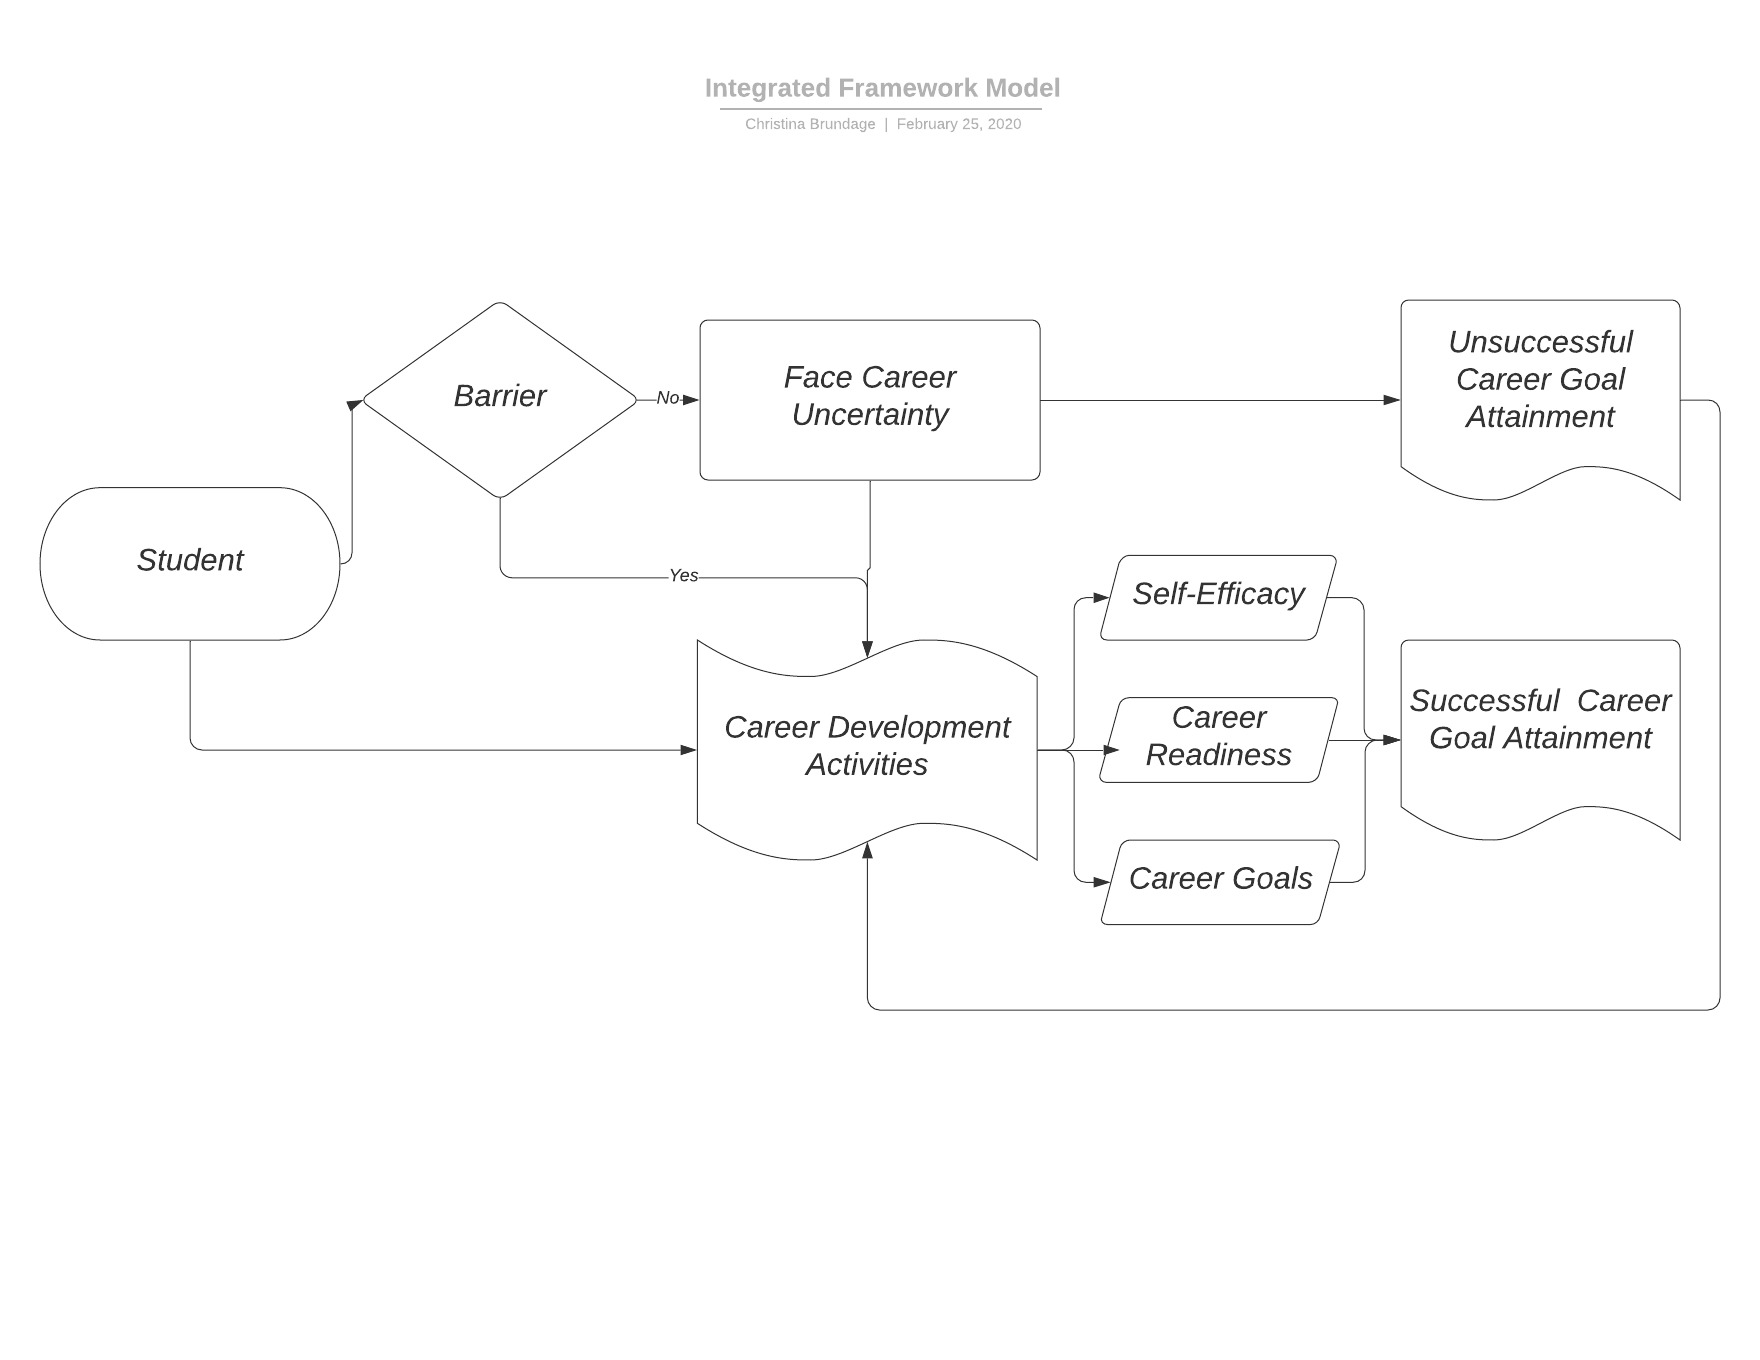 Integrated Framework Model
Christina Brundage | February 25, 2020
Unsuccessful
Career Goal
Attainment
Face Career
Uncertainty
Barrier
No
Student
Yes
Self-Efficacy
Career Development
Activities
Career
Readiness
Successful  Career
Goal Attainment
Career Goals